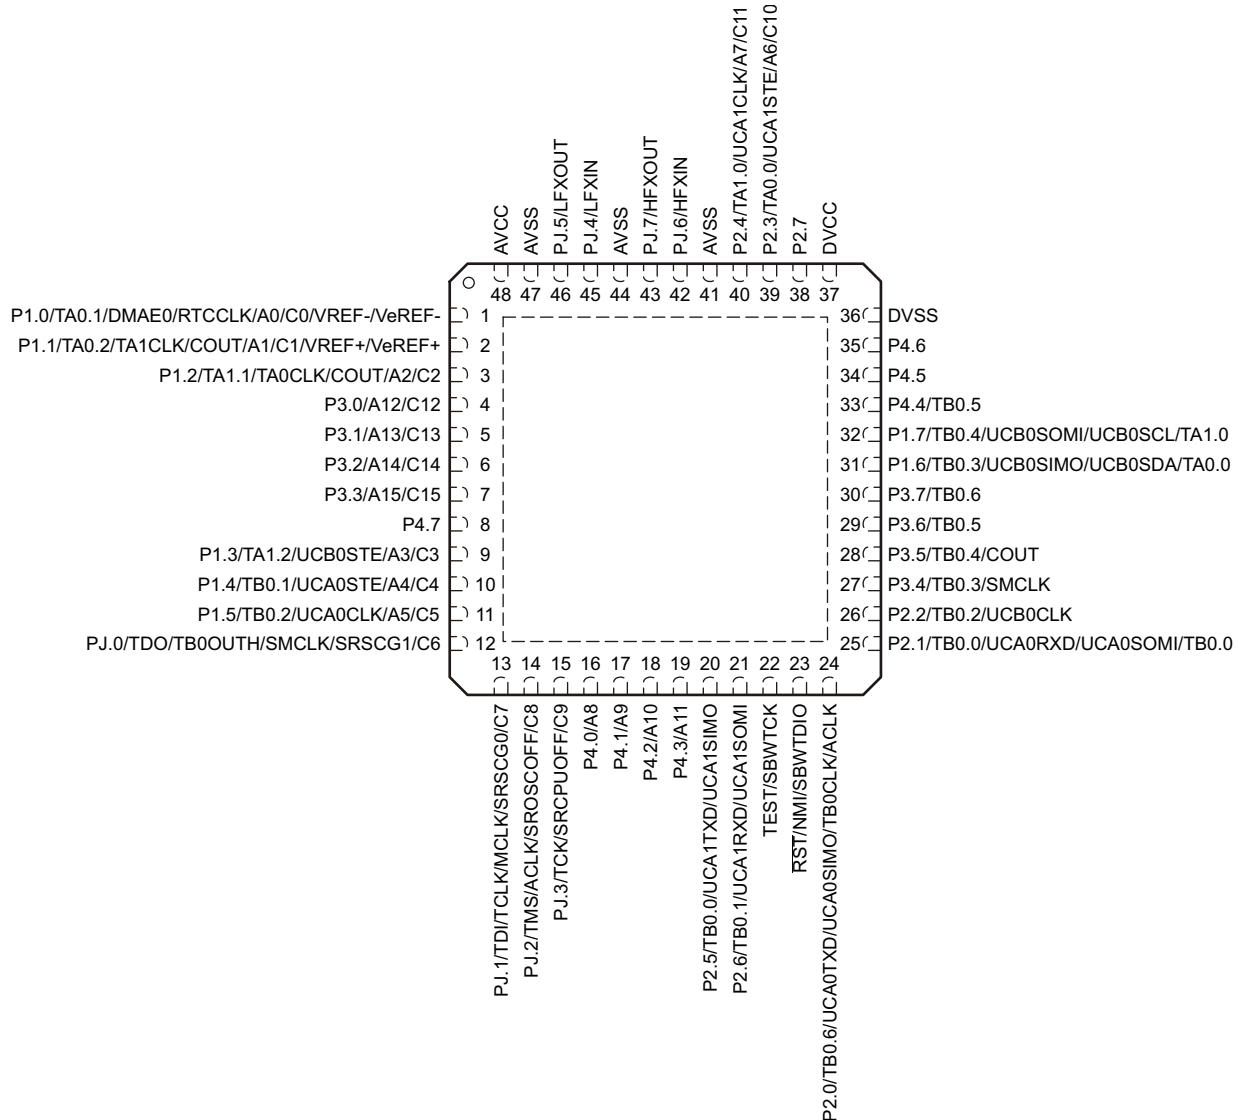 P2.4/TA1.0/UCA1CLK/A7/C11
P2.3/TA0.0/UCA1STE/A6/C10
AVCC
AVSS
PJ.5/LFXOUT
PJ.4/LFXIN
AVSS
PJ.7/HFXOUT
PJ.6/HFXIN
AVSS
P2.7
DVCC
48 47 46 45 44 43 42 41 40 39 38 37
P1.0/TA0.1/DMAE0/RTCCLK/A0/C0/VREF-/VeREF- 1
P1.1/TA0.2/TA1CLK/COUT/A1/C1/VREF+/VeREF+ 2
P1.2/TA1.1/TA0CLK/COUT/A2/C2 3
P3.0/A12/C12 4
P3.1/A13/C13 5
P3.2/A14/C14 6
P3.3/A15/C15 7
P4.7 8
P1.3/TA1.2/UCB0STE/A3/C3 9
P1.4/TB0.1/UCA0STE/A4/C4 10
P1.5/TB0.2/UCA0CLK/A5/C5 11
PJ.0/TDO/TB0OUTH/SMCLK/SRSCG1/C6 12
36 DVSS
35 P4.6
34 P4.5
33 P4.4/TB0.5
32 P1.7/TB0.4/UCB0SOMI/UCB0SCL/TA1.0
31 P1.6/TB0.3/UCB0SIMO/UCB0SDA/TA0.0
30 P3.7/TB0.6
29 P3.6/TB0.5
28 P3.5/TB0.4/COUT
27 P3.4/TB0.3/SMCLK
26 P2.2/TB0.2/UCB0CLK
25 P2.1/TB0.0/UCA0RXD/UCA0SOMI/TB0.0
13 14 15 16 17 18 19 20 21 22 23 24
PJ.1/TDI/TCLK/MCLK/SRSCG0/C7
PJ.2/TMS/ACLK/SROSCOFF/C8
PJ.3/TCK/SRCPUOFF/C9
P4.0/A8
P4.1/A9
P4.2/A10
P4.3/A11
P2.5/TB0.0/UCA1TXD/UCA1SIMO
P2.6/TB0.1/UCA1RXD/UCA1SOMI
TEST/SBWTCK
RST/NMI/SBWTDIO
P2.0/TB0.6/UCA0TXD/UCA0SIMO/TB0CLK/ACLK